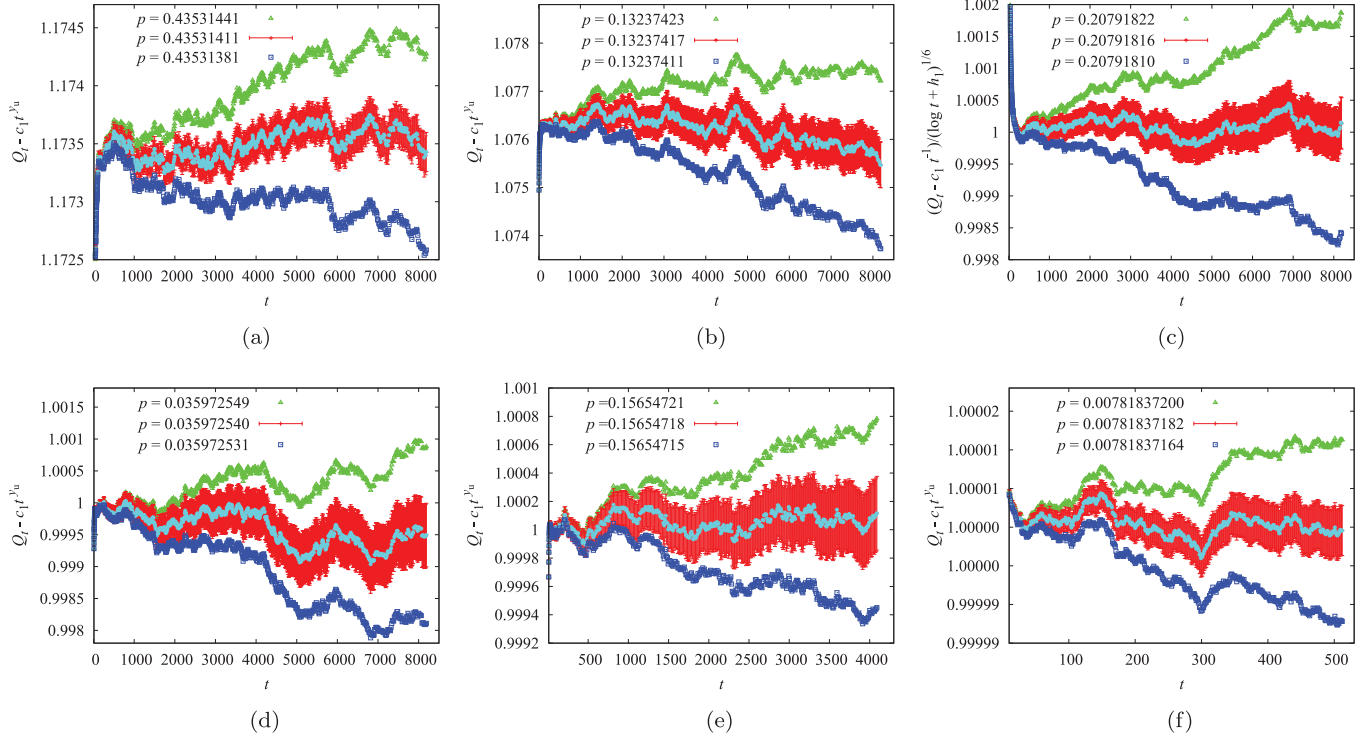 1.1745
1.174
1.1735
1.173
1.1725
Q_t - c_1 t^{y_u}
p = 0.43531441
p = 0.43531411
p = 0.43531381
0 1000 2000 3000 4000 5000 6000 7000 8000
t
(a)
1.078
1.077
1.076
1.075
1.074
Q_t - c_1 t^{y_u}
p = 0.13237423
p = 0.13237417
p = 0.13237411
0 1000 2000 3000 4000 5000 6000 7000 8000
t
(b)
1.002
1.0015
1.001
1.0005
1
0.9995
0.999
0.9985
0.998
(Q_t - c_1 t^{-1})/(log t + h_1)^{1/6}
p = 0.20791822
p = 0.20791816
p = 0.20791810
0 1000 2000 3000 4000 5000 6000 7000 8000
t
(c)
1.0015
1.001
1.0005
1
0.9995
0.999
0.9985
0.998
Q_t - c_1 t^{y_u}
p = 0.035972549
p = 0.035972540
p = 0.035972531
0 1000 2000 3000 4000 5000 6000 7000 8000
t
(d)
1.001
1.0008
1.0006
1.0004
1.0002
1
0.9998
0.9996
0.9994
0.9992
Q_t - c_1 t^{y_u}
p =0.15654721
p =0.15654718
p =0.15654715
500 1000 1500 2000 2500 3000 3500 4000
t
(e)
1.00002
1.00001
1.00001
1.00000
1.00000
0.99999
0.99999
Q_t - c_1 t^{y_u}
p = 0.00781837200
p = 0.00781837182
p = 0.00781837164
100 200 300 400 500
t
(f)